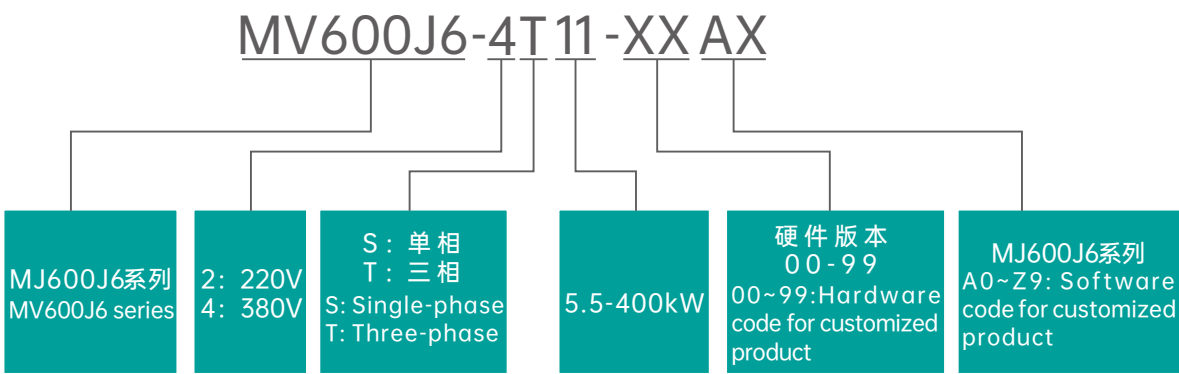 MV600J6-4T11-XXAX
MJ600J6系列
MV600J6 series
2: 220V
4: 380V
S: 单相
T: 三相
S: Single-phase
T: Three-phase
5.5-400kW
硬件版本
00-99
00~99:Hardware
code for customized
product
MJ600J6系列
A0~Z9: Software
code for customized
product